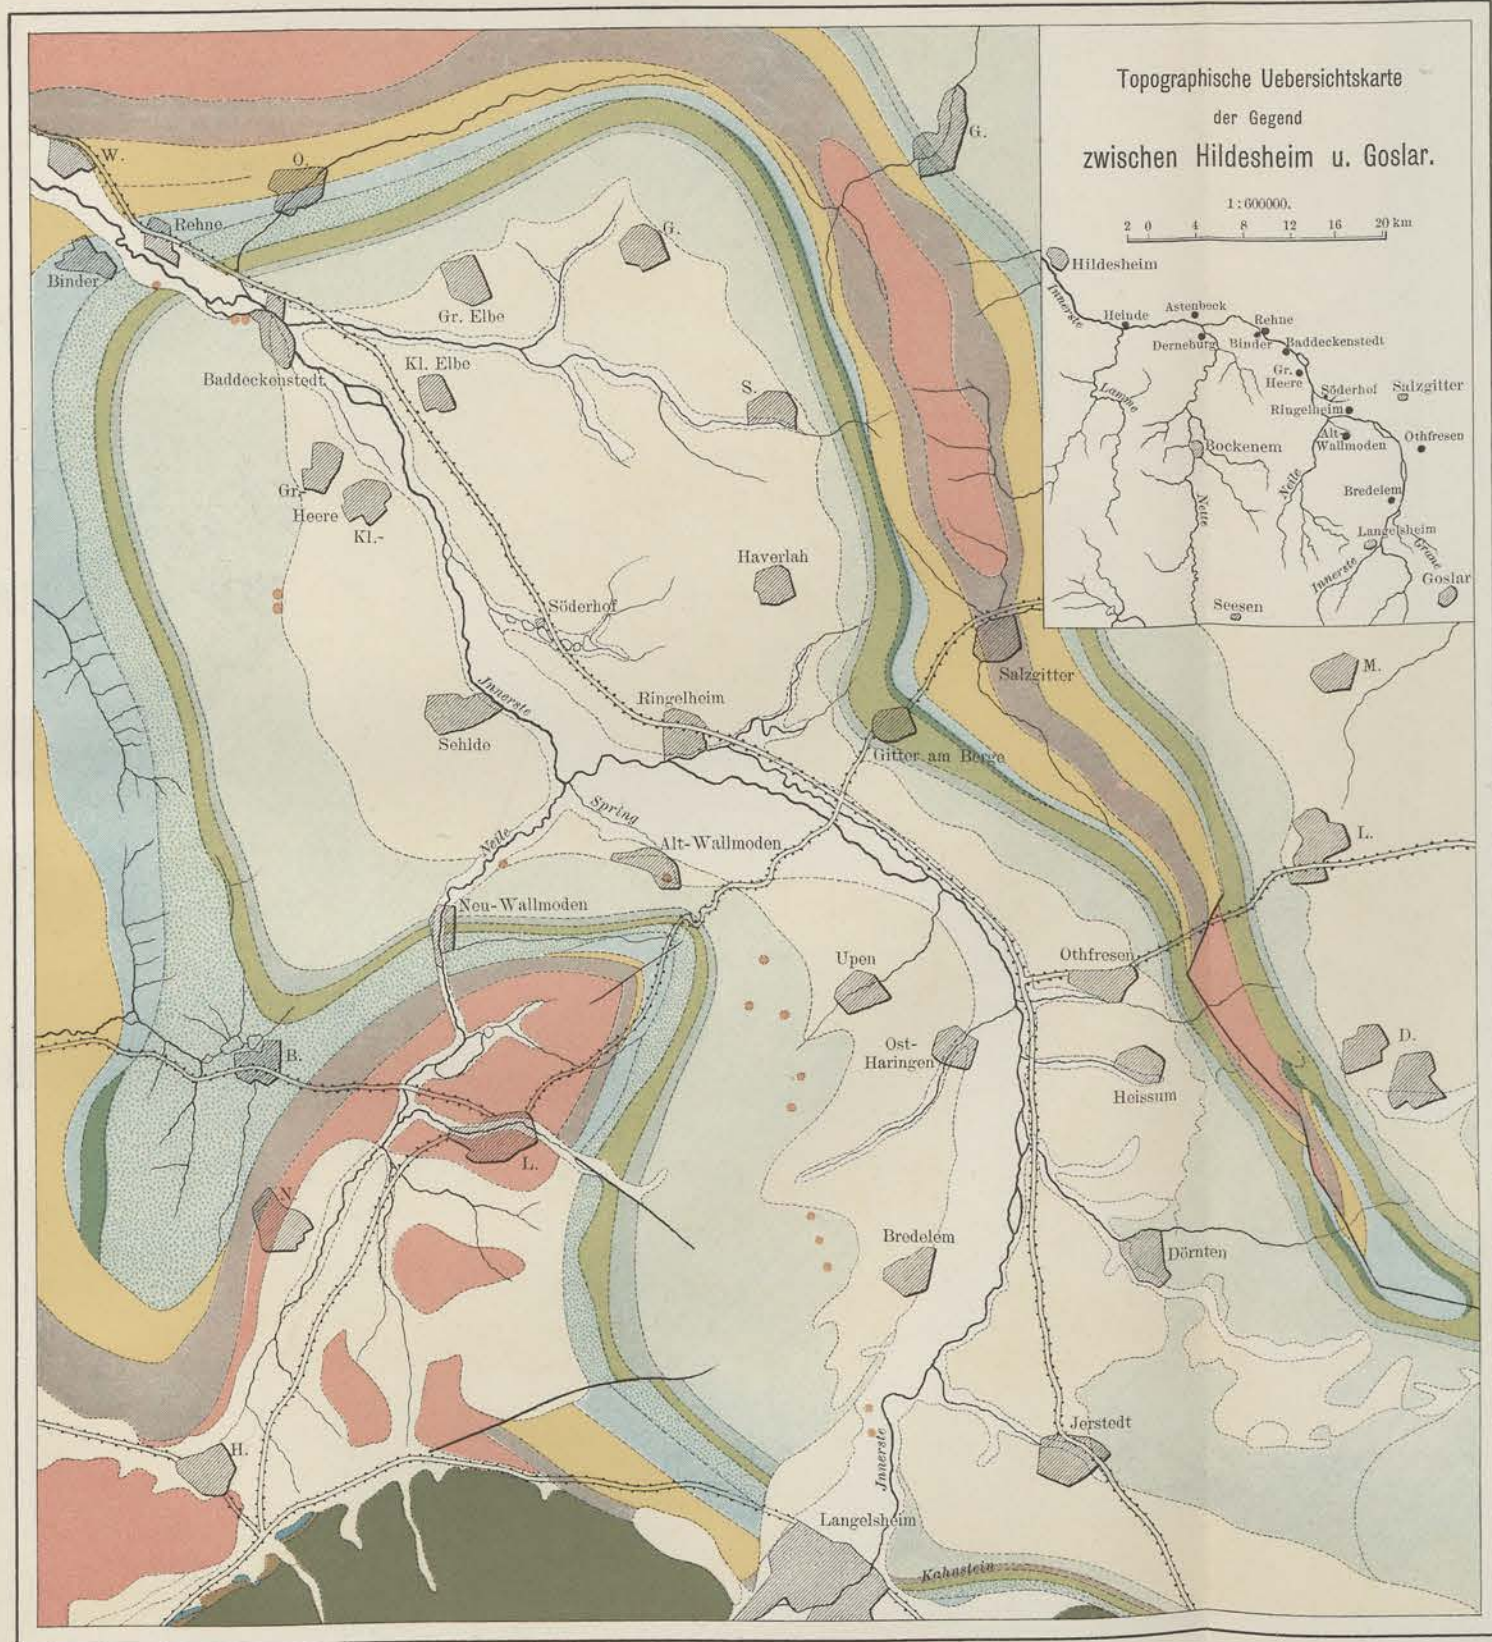 Topographische Uebersichtskarte
der Gegend
zwischen Hildesheim u. Goslar.
1:600000.
2 0 4 8 12 16 20 km
Hildesheim
Innerste
Heinde
Astenbeck
Derneburg
Rehne
Binder
Baddeckenstedt
Gr.
Heere
Lamme
Söderhof
Salzgitter
Ringelheim
Alt-
Wallmoden
Othfresen
Bockenem
Neile
Nette
Bredelem
Langelsheim
Innerste
Grane
Goslar
Seesen
W.
O.
G.
Rehne
G.
Binder
Gr. Elbe
Kl. Elbe
Baddeckenstedt
S.
Gr.-
Heere
Kl.-
Haverlah
Söderhof
Salzgitter
M.
Innerste
Ringelheim
Sehlde
Gitter am Berge
Spring
L.
Neile
Alt-Wallmoden
Neu-Wallmoden
Upen
Othfresen
B.
Ost-
Haringen
D.
Heissum
L.
N.
Bredelem
Dörnten
H.
Jerstedt
Innerste
Langelsheim
Kahnstein